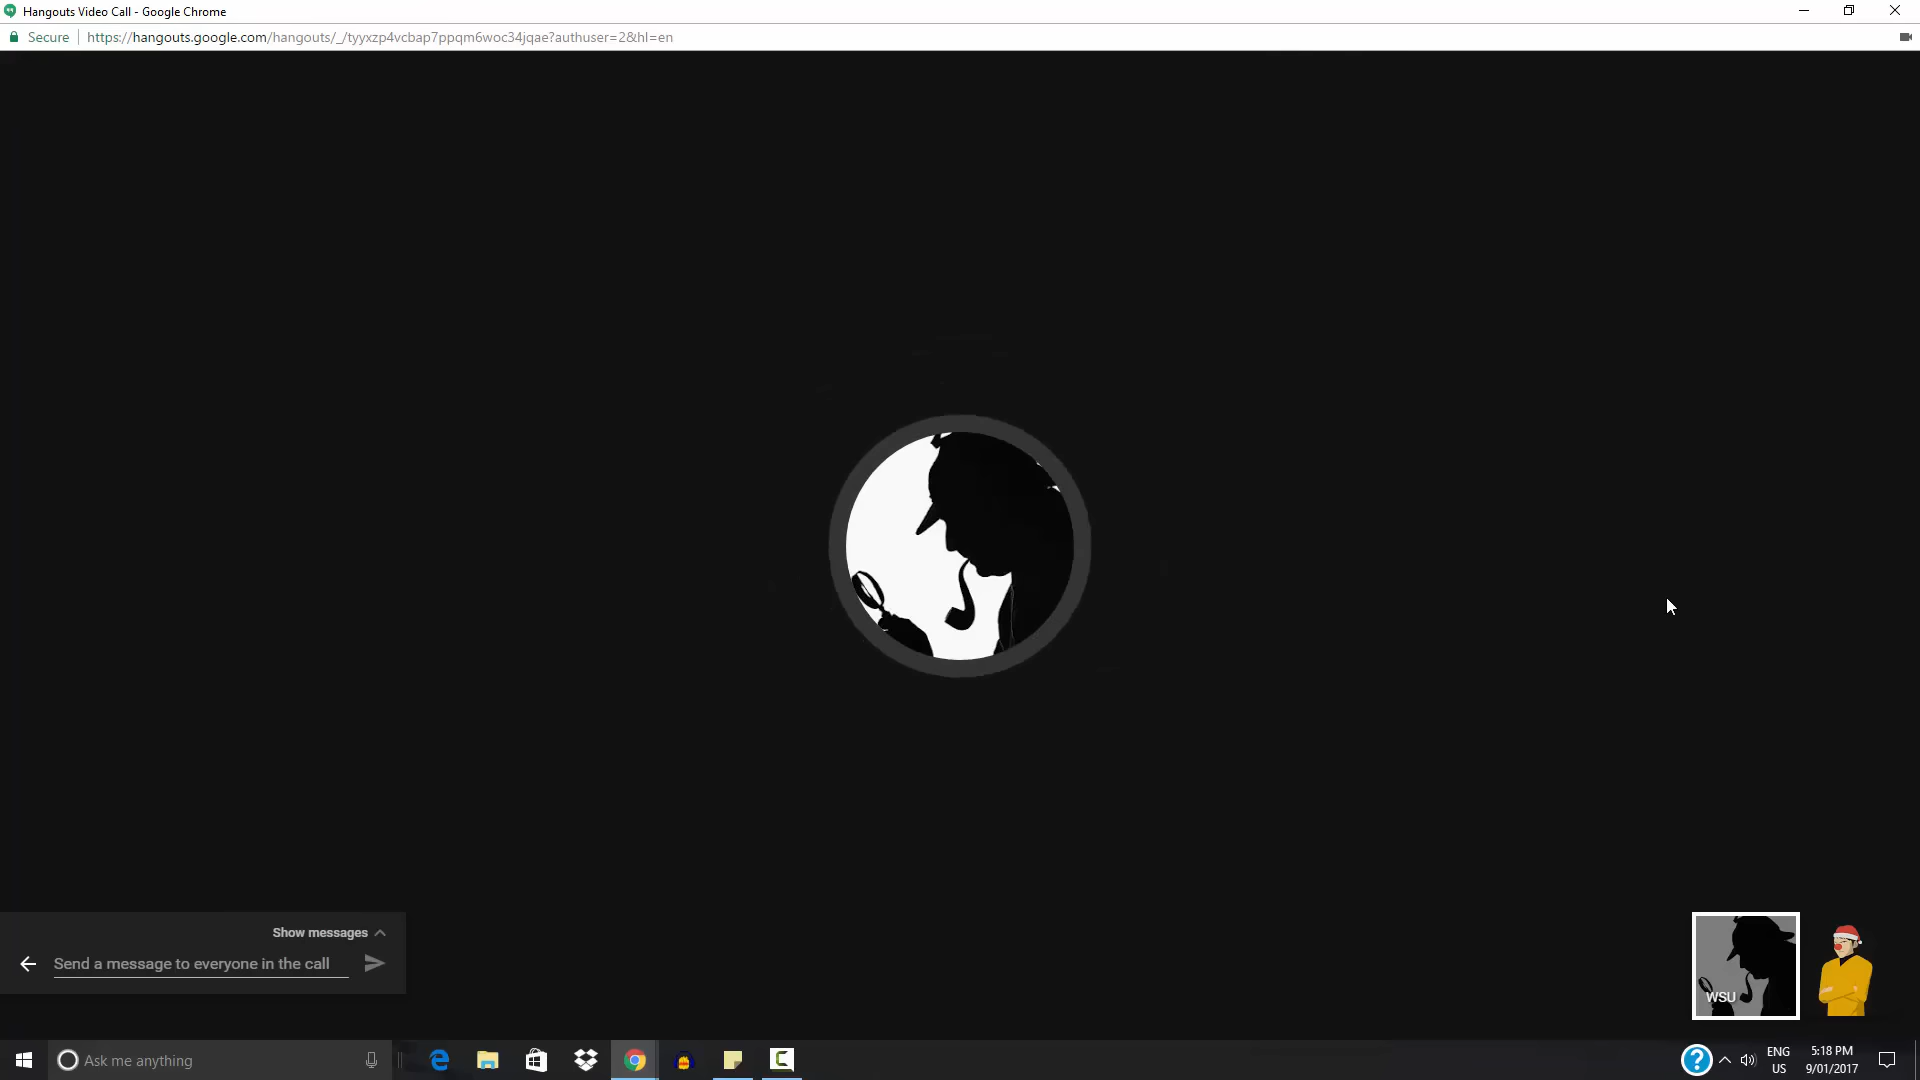 Hangouts Video Call - Google Chrome
Secure
https://hangouts.google.com/hangouts/_/tyyxzp4vcbap7ppqm6woc34jqae?authuser=2&hl=en
Show messages
Send a message to everyone in the call
WSU
Ask me anything
ENG
US
5:18 PM
9/01/2017